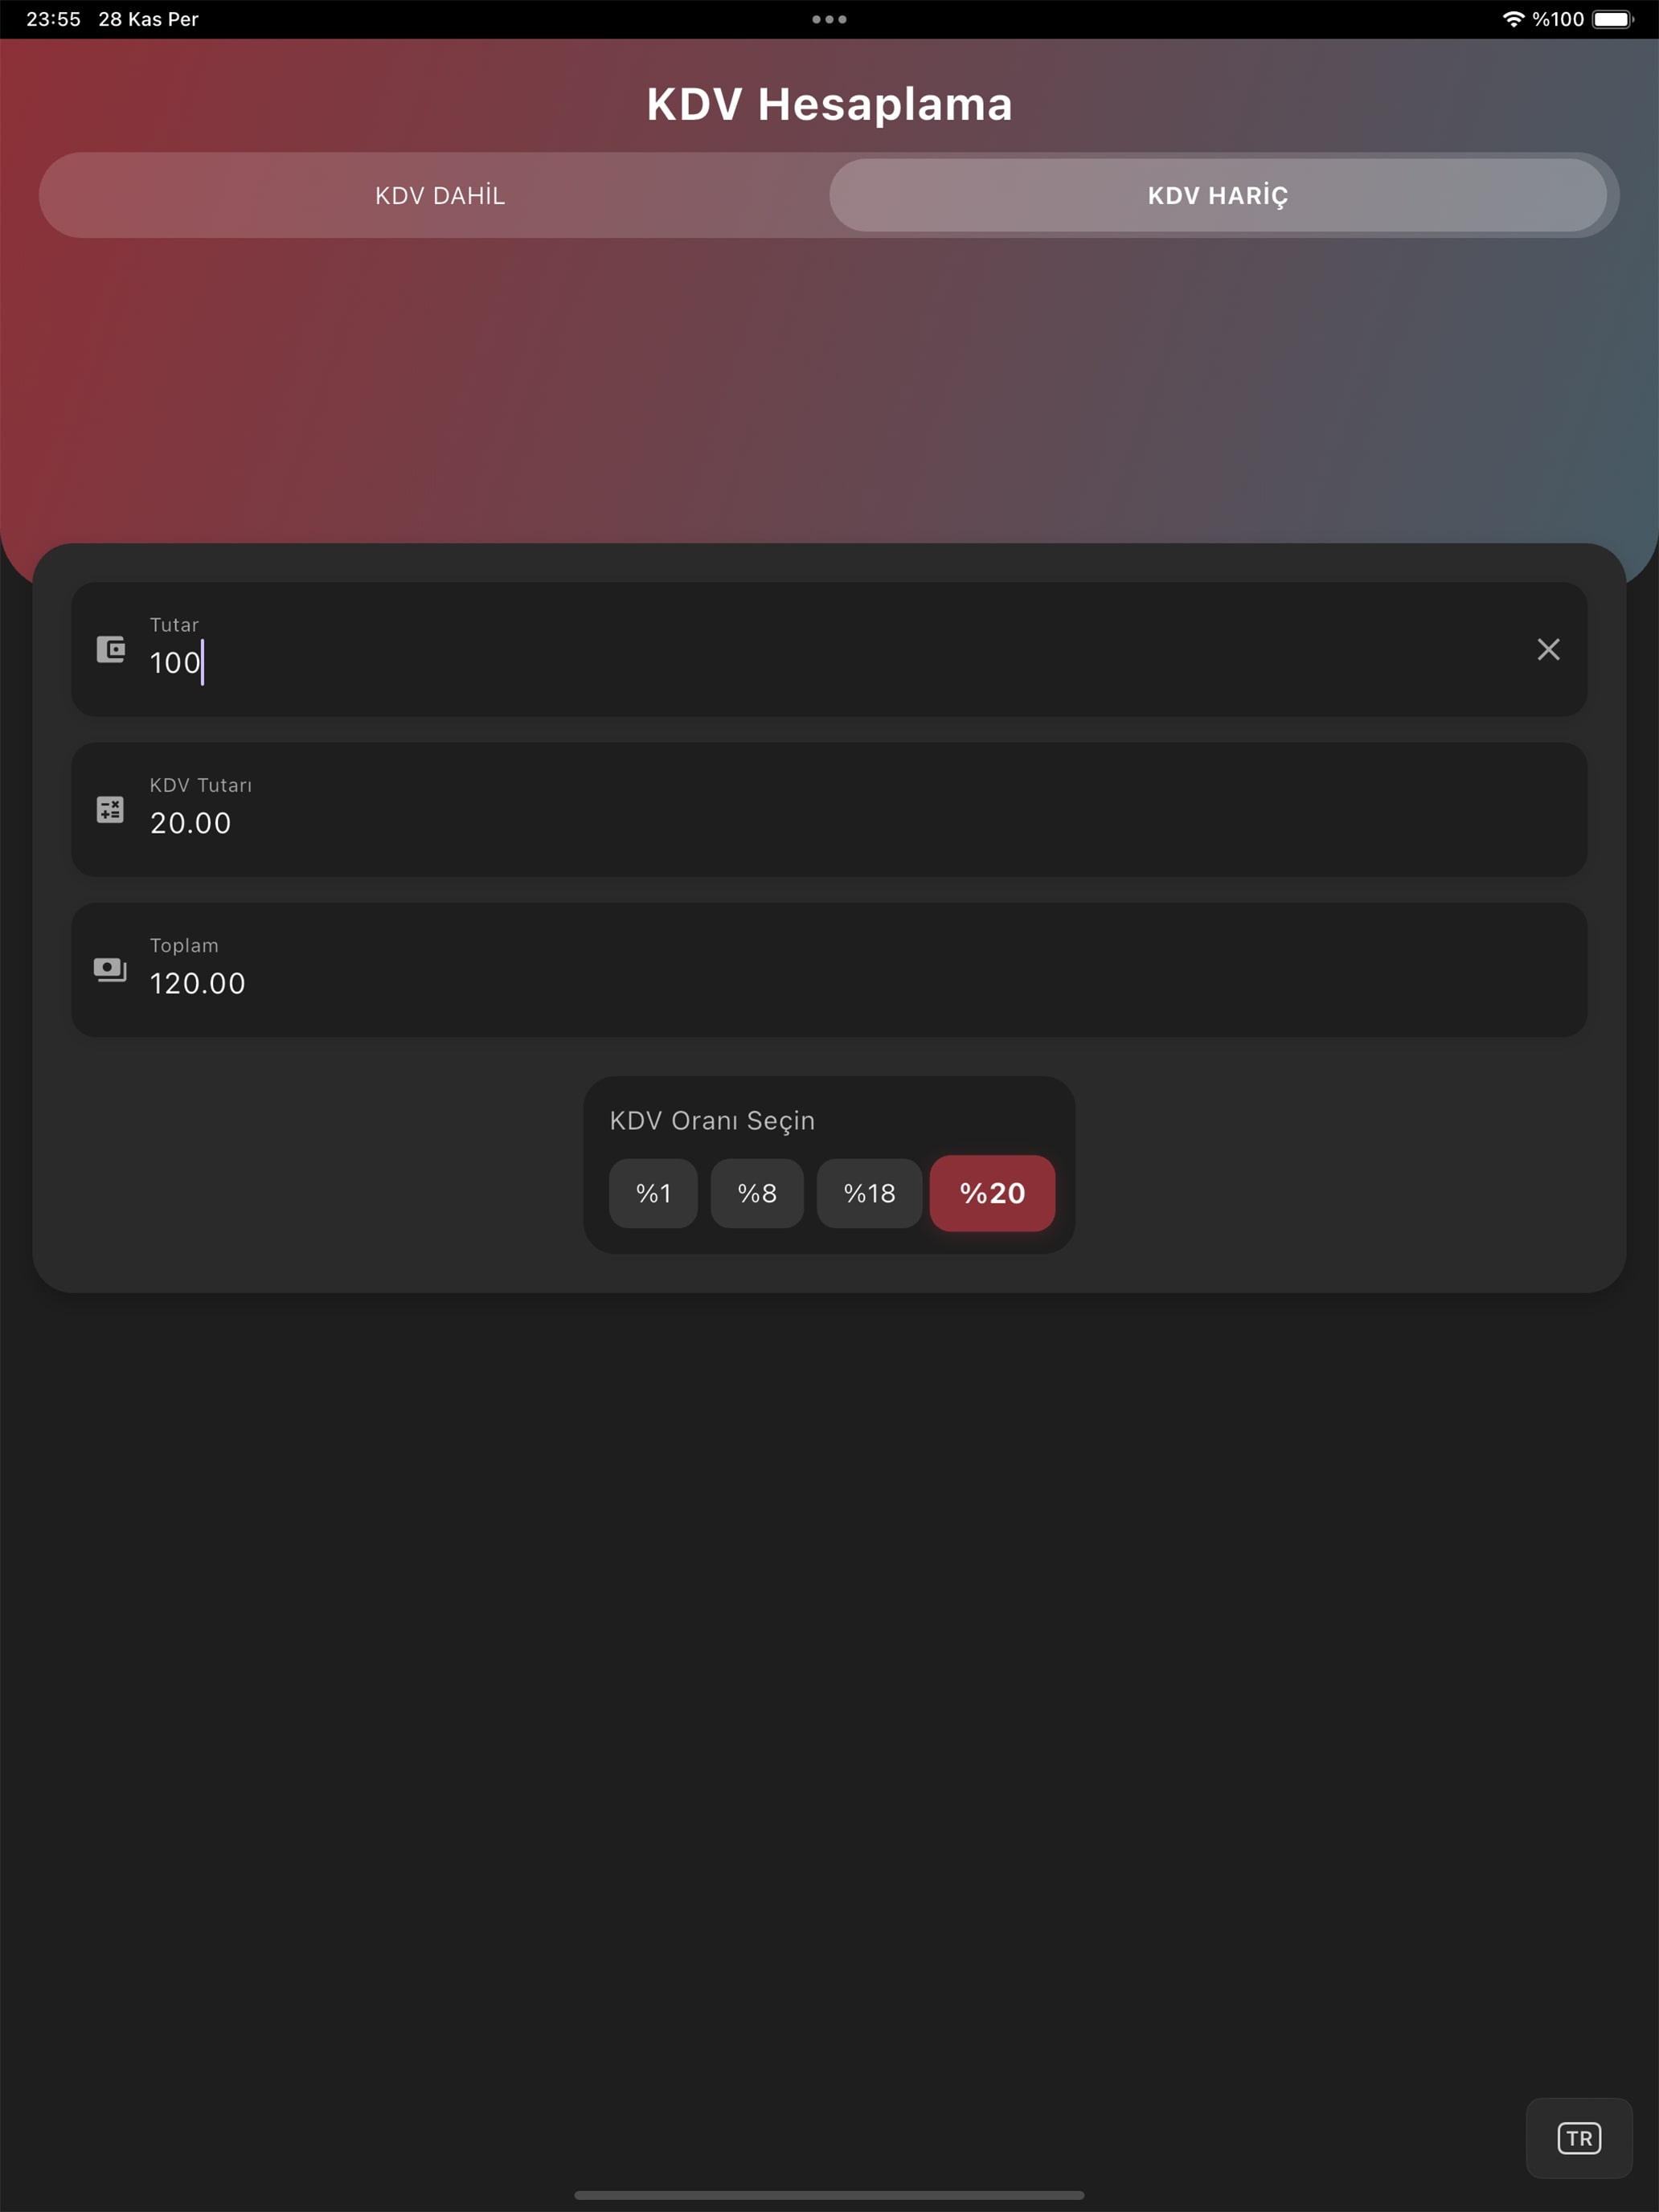 23:55 28 Kas Per %100
KDV Hesaplama
KDV DAHİL KDV HARİÇ
Tutar
100
KDV Tutarı
20.00
Toplam
120.00
KDV Oranı Seçin
%1 %8 %18 %20
TR